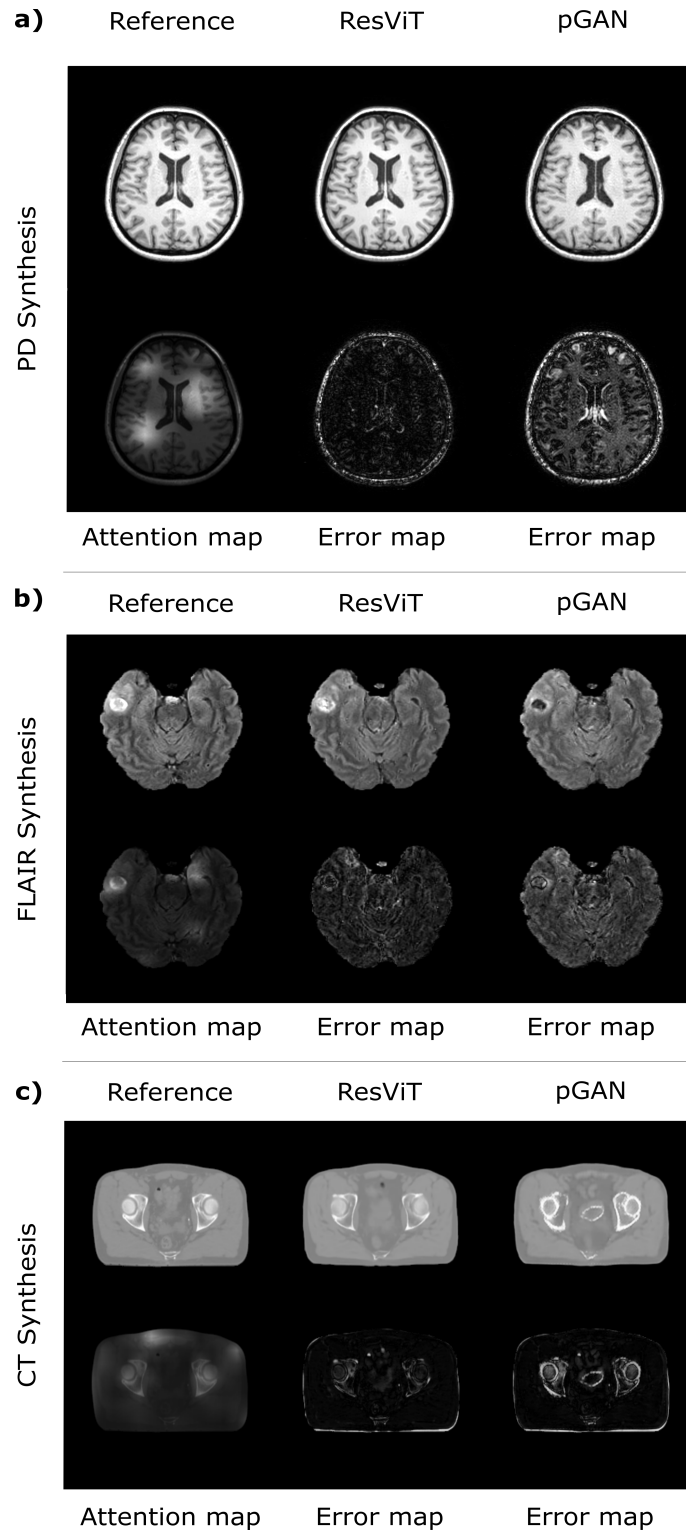 a)
Reference ResViT pGAN
PD Synthesis
Attention map Error map Error map
b)
Reference ResViT pGAN
FLAIR Synthesis
Attention map Error map Error map
c)
Reference ResViT pGAN
CT Synthesis
Attention map Error map Error map